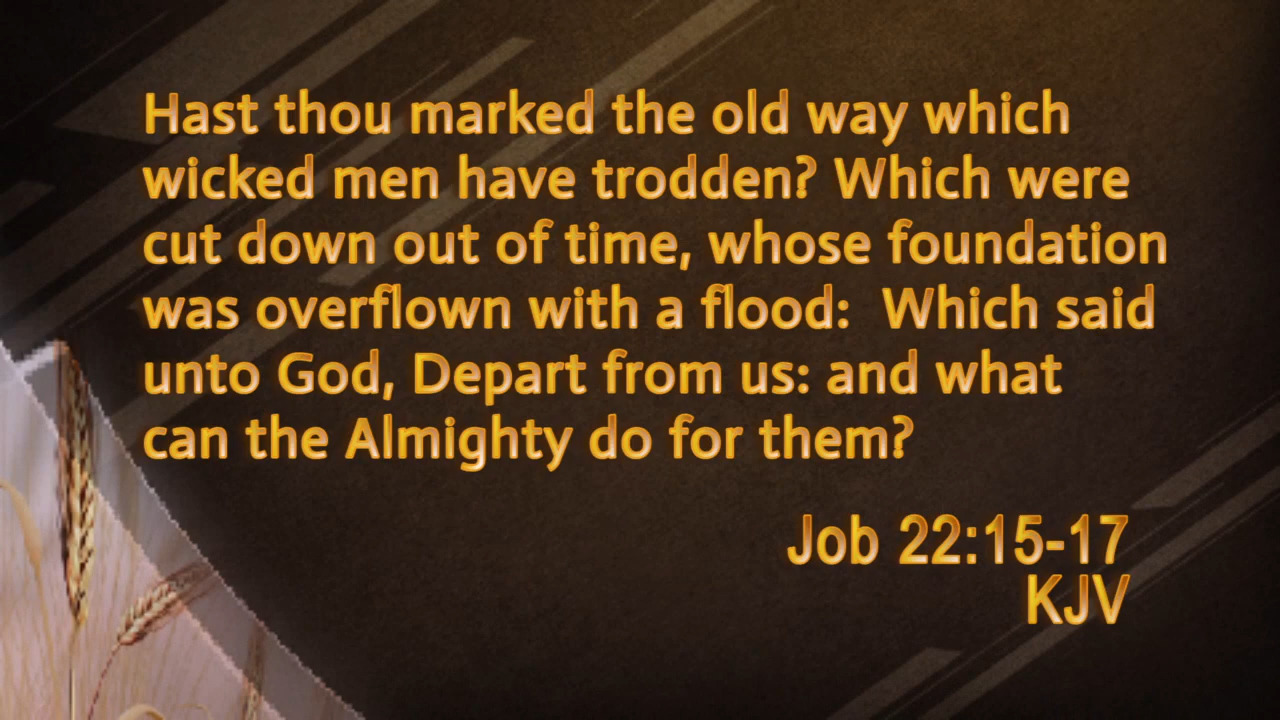 Hast thou marked the old way which
wicked men have trodden? Which were
cut down out of time, whose foundation
was overflown with a flood:  Which said
unto God, Depart from us: and what
can the Almighty do for them?
Job 22:15-17
KJV